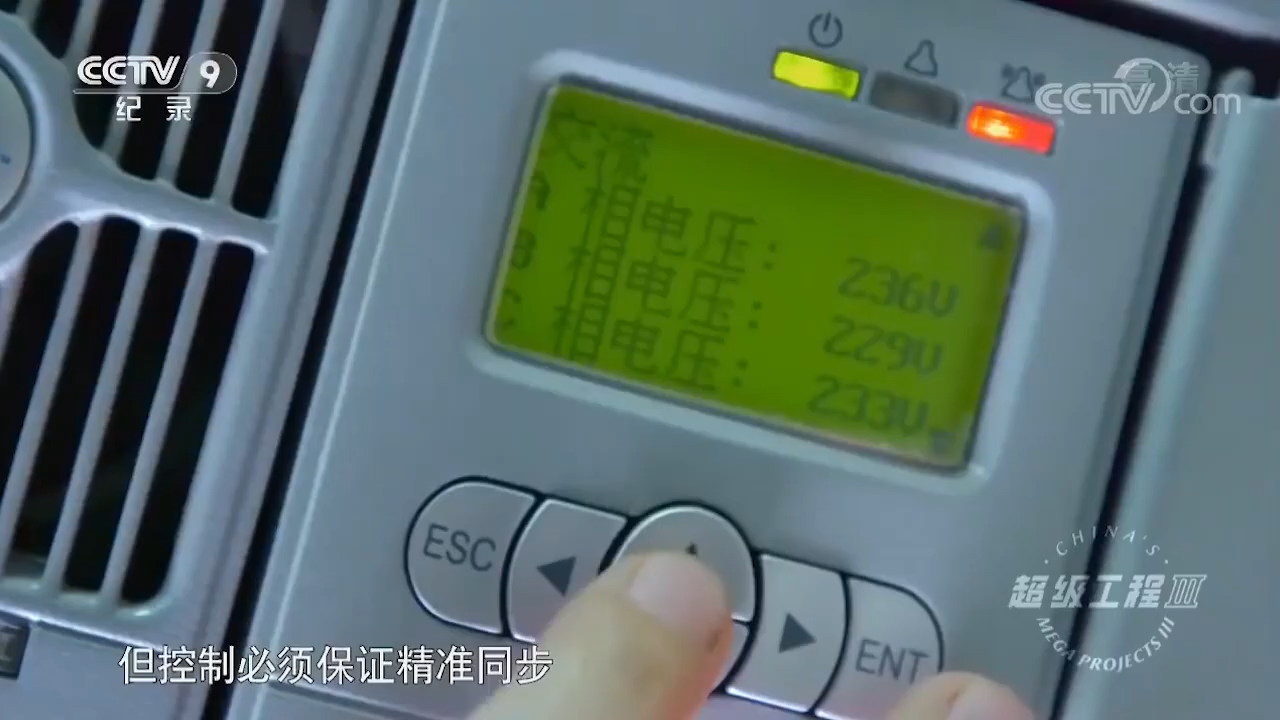 CCTV 9
纪录
高清
CCTV.com
交流
A 相电压: 236V
B 相电压: 229V
C 相电压: 233V
ESC
ENT
CHINA'S
超级工程III
MEGA PROJECTS III
但控制必须保证精准同步